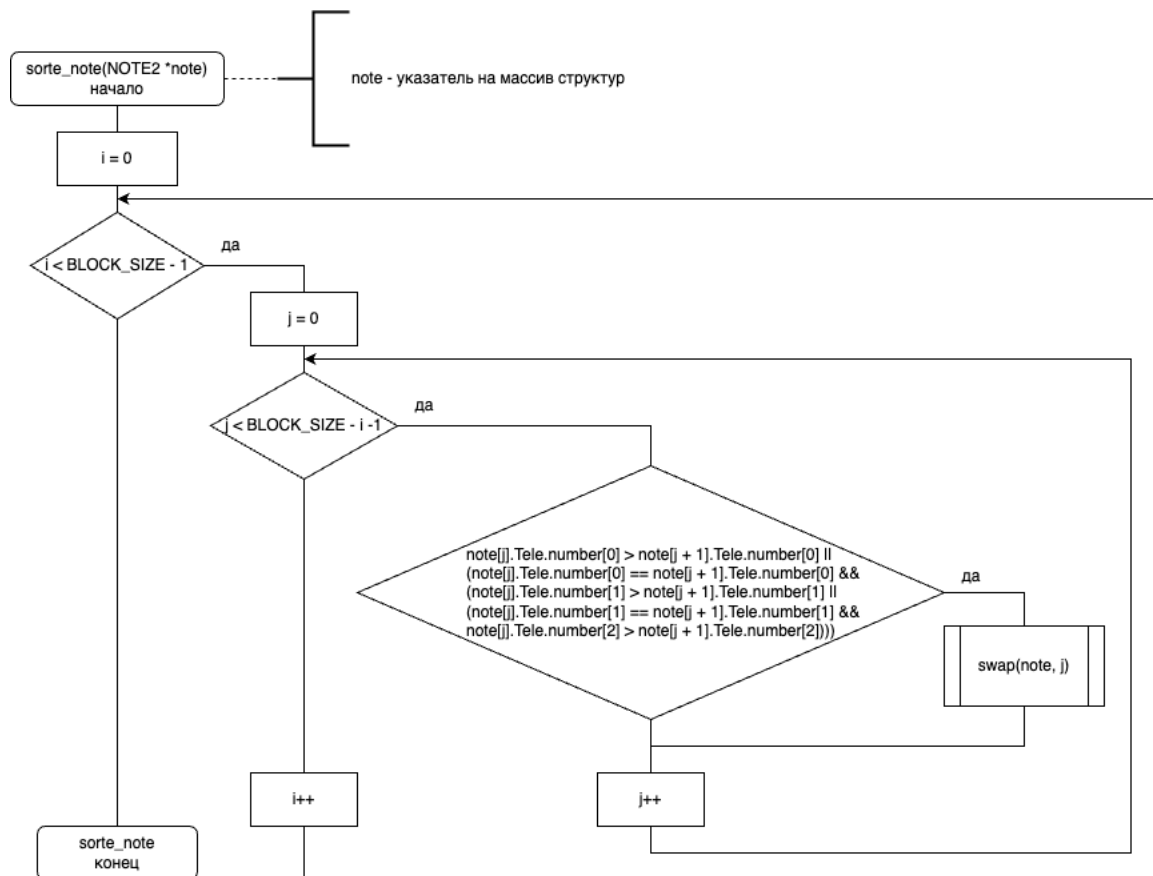 sorte_note(NOTE2 *note)
начало
note - указатель на массив структур
i = 0
i < BLOCK_SIZE - 1
да
j = 0
j < BLOCK_SIZE - i -1
да
note[j].Tele.number[0] > note[j + 1].Tele.number[0] ||
(note[j].Tele.number[0] == note[j + 1].Tele.number[0] &&
(note[j].Tele.number[1] > note[j + 1].Tele.number[1] ||
(note[j].Tele.number[1] == note[j + 1].Tele.number[1] &&
note[j].Tele.number[2] > note[j + 1].Tele.number[2])))
да
swap(note, j)
i++
j++
sorte_note
конец